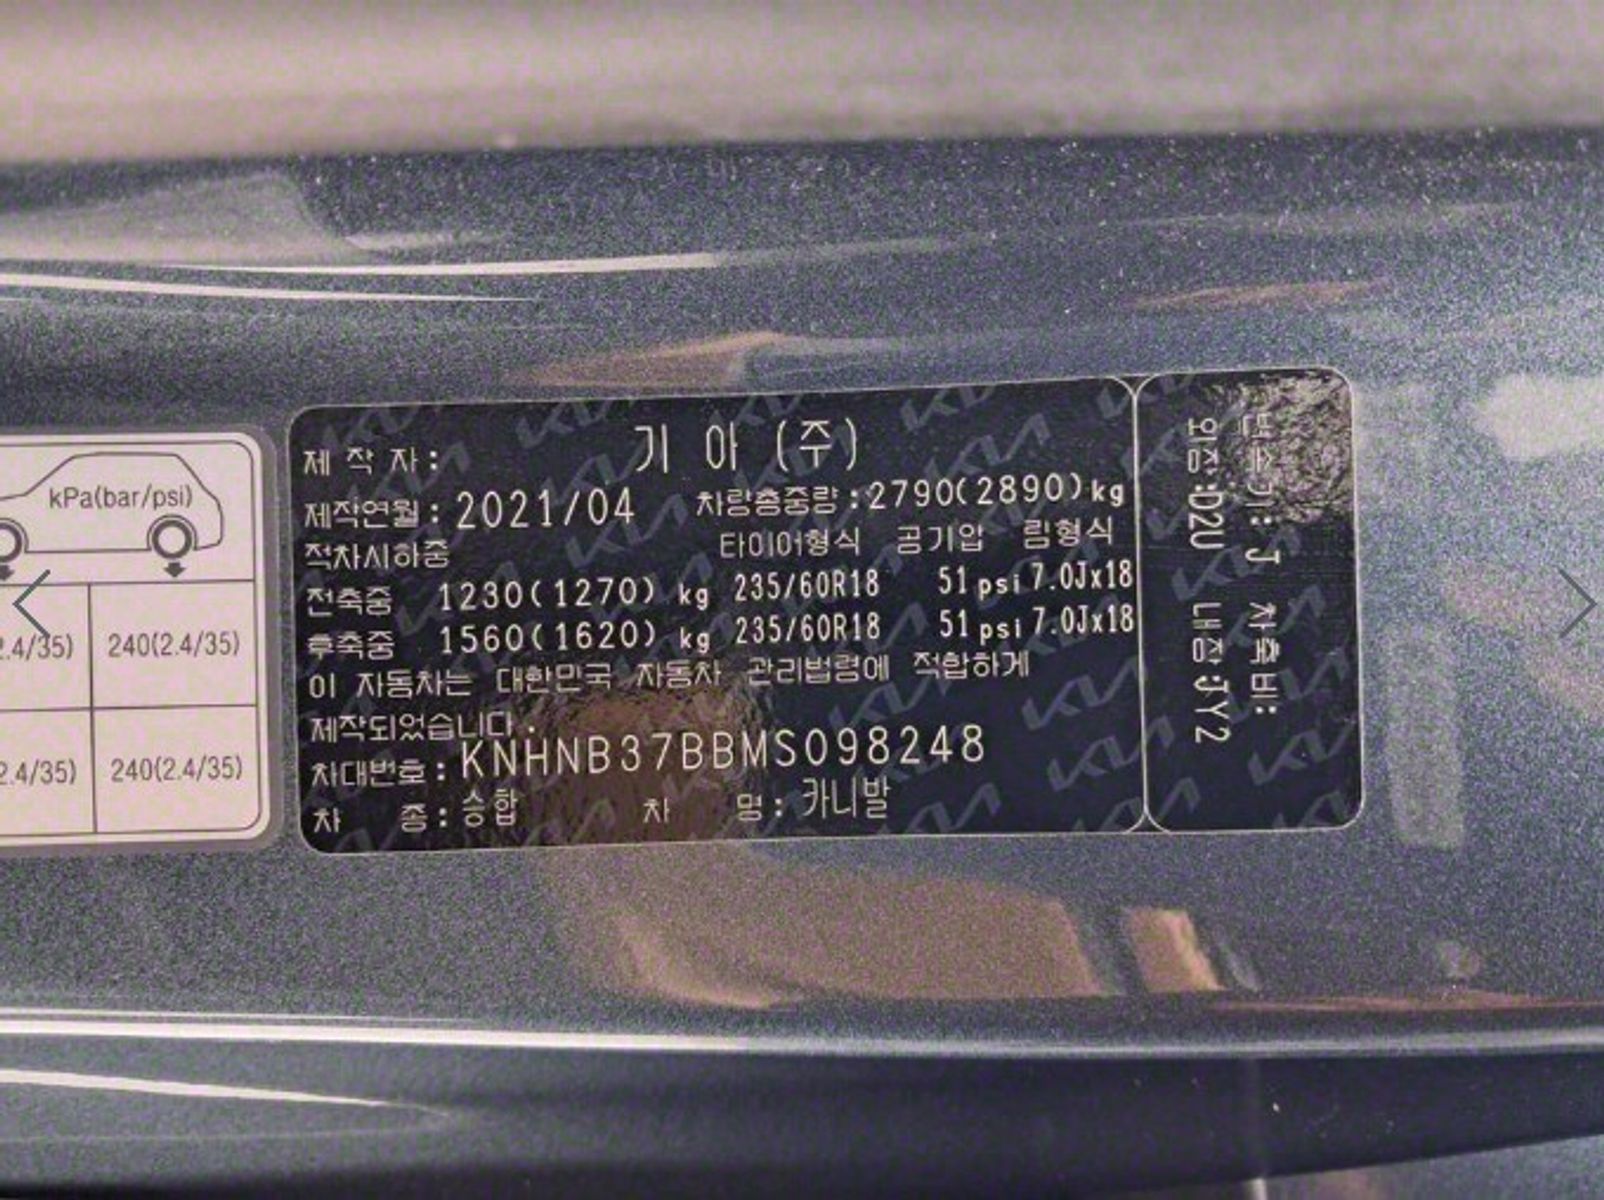 kPa(bar/psi)
2.4/35) 240(2.4/35)
2.4/35) 240(2.4/35)
제 작 자 : 기 아 (주)
제작연월 : 2021/04 차량총중량 : 2790(2890)kg
적차시하중 타이어형식 공기압 림형식
전축중 1230(1270) kg 235/60R18 51psi 7.0Jx18
후축중 1560(1620) kg 235/60R18 51psi 7.0Jx18
이 자동차는 대한민국 자동차 관리법령에 적합하게
제작되었습니다.
차대번호 : KNHNB37BBMS098248
차 종 : 승합 차 명 : 카니발
변속기: J 차축비:
외장:D2U 내장:JY2